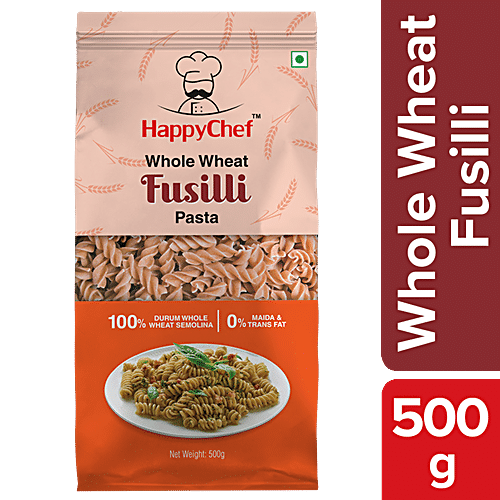 HappyChef™
Whole Wheat
Fusilli
Pasta
100% DURUM WHOLE
WHEAT SEMOLINA
0% MAIDA &
TRANS FAT
Net Weight: 500g
Whole Wheat
Fusilli
500
g